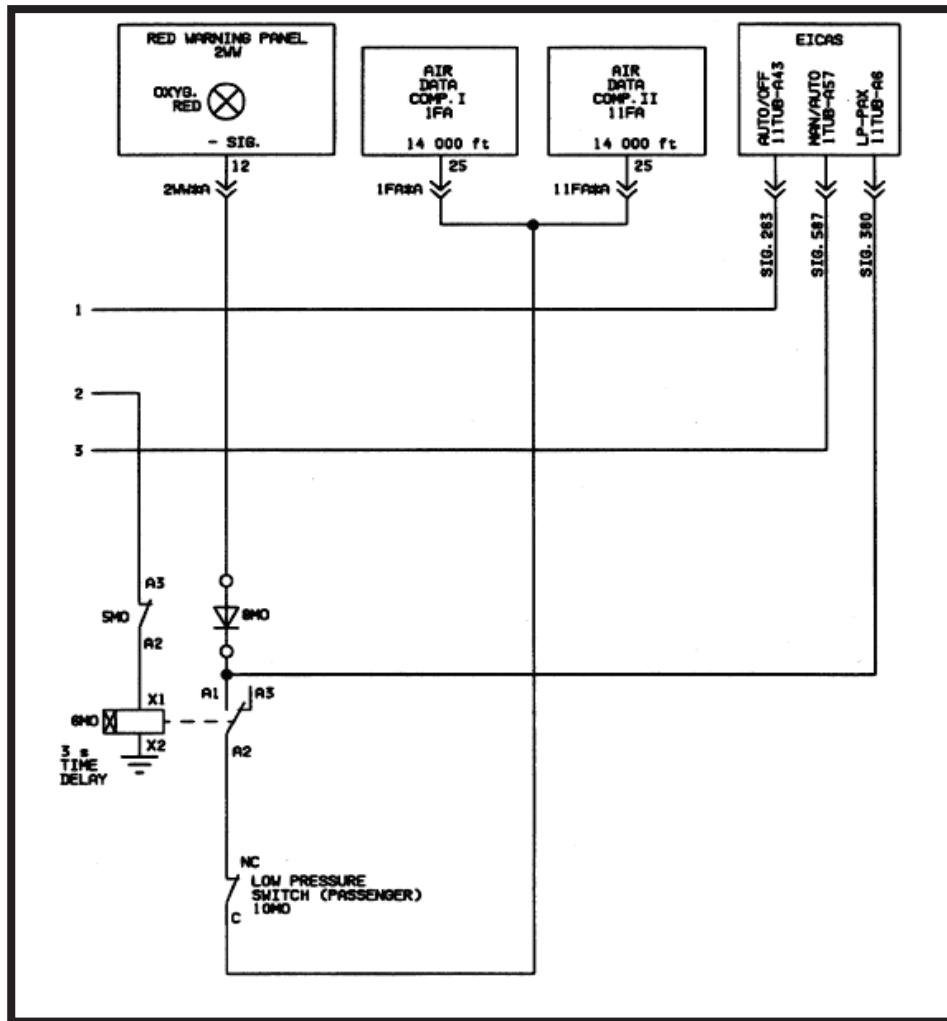 RED WARNING PANEL
2WW
OXYG.
RED
- SIG.
12
2WW*A
AIR
DATA
COMP. I
1FA
14 000 ft
25
1FA*A
AIR
DATA
COMP. II
11FA
14 000 ft
25
11FA*A
EICAS
AUTO/OFF
11TUB-A43
MAN/AUTO
1TUB-A57
LP-PAX
11TUB-A6
SIG. 283
SIG. 587
SIG. 380
1
2
3
A3
5MO
A2
8MO
X1
6MO
X2
3 s
TIME
DELAY
A1
A3
A2
NC
LOW PRESSURE
SWITCH (PASSENGER)
10MO
C